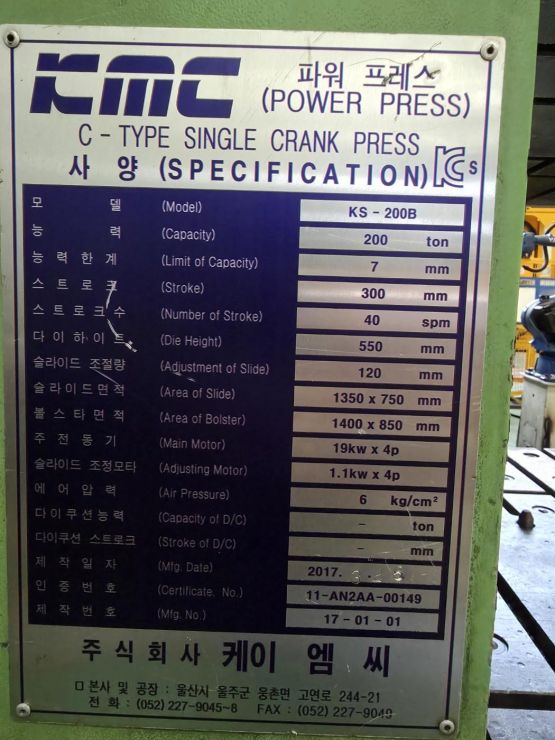 KMC 파워 프레스
(POWER PRESS)
C - TYPE SINGLE CRANK PRESS
사 양 (SPECIFICATION) KCs
모 델 (Model) KS - 200B
능 력 (Capacity) 200 ton
능 력 한 계 (Limit of Capacity) 7 mm
스 트 로 크 (Stroke) 300 mm
스 트 로 크 수 (Number of Stroke) 40 spm
다 이 하 이 트 (Die Height) 550 mm
슬라이드 조절량 (Adjustment of Slide) 120 mm
슬 라 이 드 면 적 (Area of Slide) 1350 x 750 mm
볼 스 타 면 적 (Area of Bolster) 1400 x 850 mm
주 전 동 기 (Main Motor) 19kw x 4p
슬라이드 조정모타 (Adjusting Motor) 1.1kw x 4p
에 어 압 력 (Air Pressure) 6 kg/cm²
다 이 쿠 션 능 력 (Capacity of D/C) - ton
다이쿠션 스트로크 (Stroke of D/C) - mm
제 작 일 자 (Mfg. Date) 2017.
인 증 번 호 (Certificate. No.) 11-AN2AA-00149
제 작 번 호 (Mfg. No.) 17 - 01 - 01
주 식 회 사 케이 엠 씨
□ 본사 및 공장 : 울산시 울주군 웅촌면 고연로 244-21
전 화 : (052) 227-9045~8 FAX : (052) 227-9049